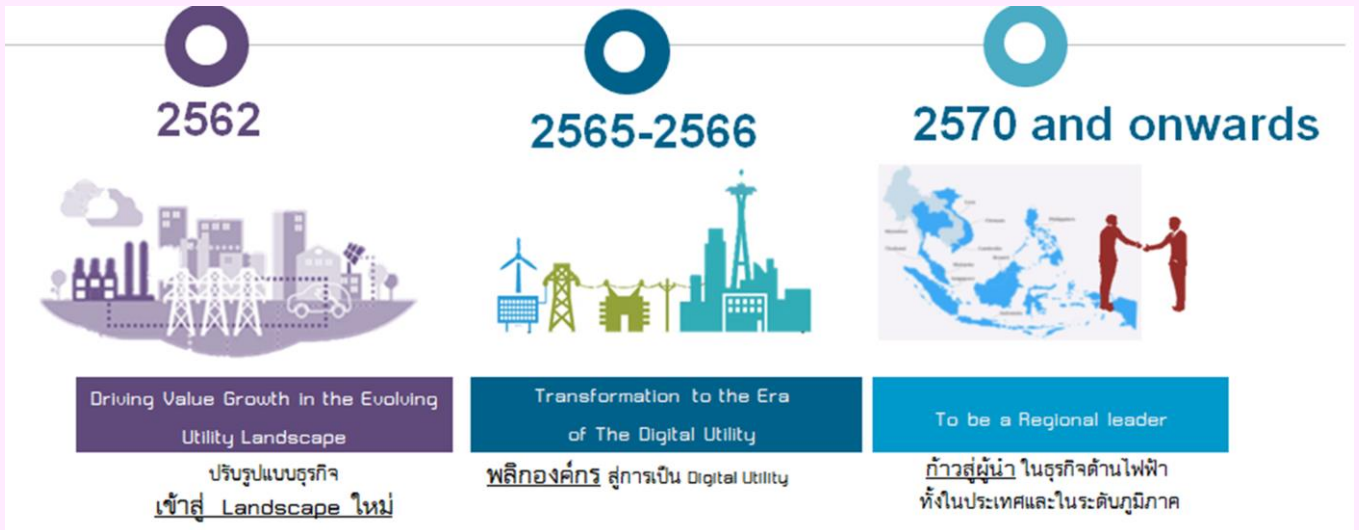 2562
2565-2566
2570 and onwards
Driving Value Growth in the Evolving
Utility Landscape
ปรับรูปแบบธุรกิจ
เข้าสู่ Landscape ใหม่
Transformation to the Era
of The Digital Utility
พลิกองค์กร สู่การเป็น Digital Utility
Philippines
To be a Regional leader
ก้าวสู่ผู้นำ ในธุรกิจด้านไฟฟ้า
ทั้งในประเทศและในระดับภูมิภาค